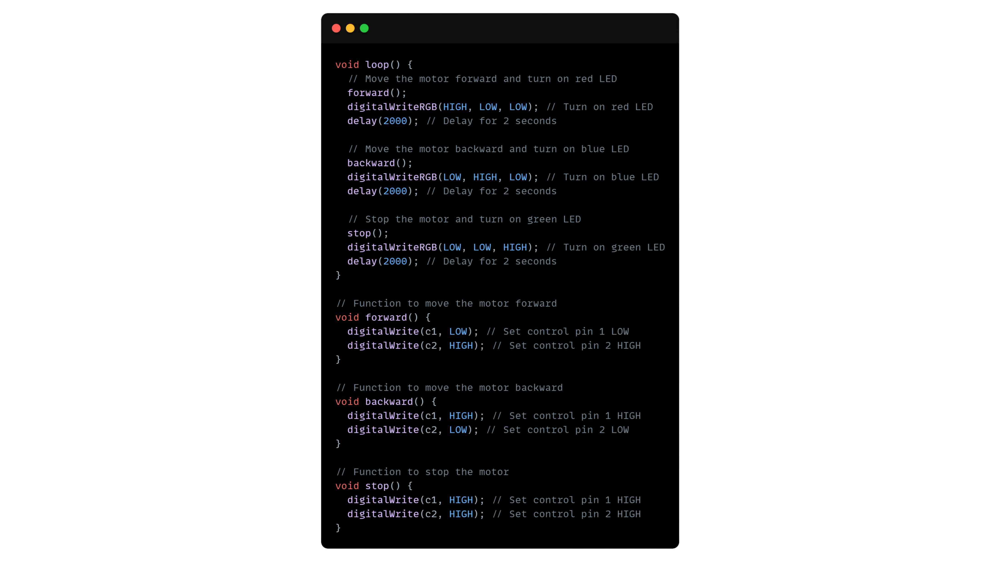 void loop() {
  // Move the motor forward and turn on red LED
  forward();
  digitalWriteRGB(HIGH, LOW, LOW); // Turn on red LED
  delay(2000); // Delay for 2 seconds

  // Move the motor backward and turn on blue LED
  backward();
  digitalWriteRGB(LOW, HIGH, LOW); // Turn on blue LED
  delay(2000); // Delay for 2 seconds

  // Stop the motor and turn on green LED
  stop();
  digitalWriteRGB(LOW, LOW, HIGH); // Turn on green LED
  delay(2000); // Delay for 2 seconds
}

// Function to move the motor forward
void forward() {
  digitalWrite(c1, LOW); // Set control pin 1 LOW
  digitalWrite(c2, HIGH); // Set control pin 2 HIGH
}

// Function to move the motor backward
void backward() {
  digitalWrite(c1, HIGH); // Set control pin 1 HIGH
  digitalWrite(c2, LOW); // Set control pin 2 LOW
}

// Function to stop the motor
void stop() {
  digitalWrite(c1, HIGH); // Set control pin 1 HIGH
  digitalWrite(c2, HIGH); // Set control pin 2 HIGH
}